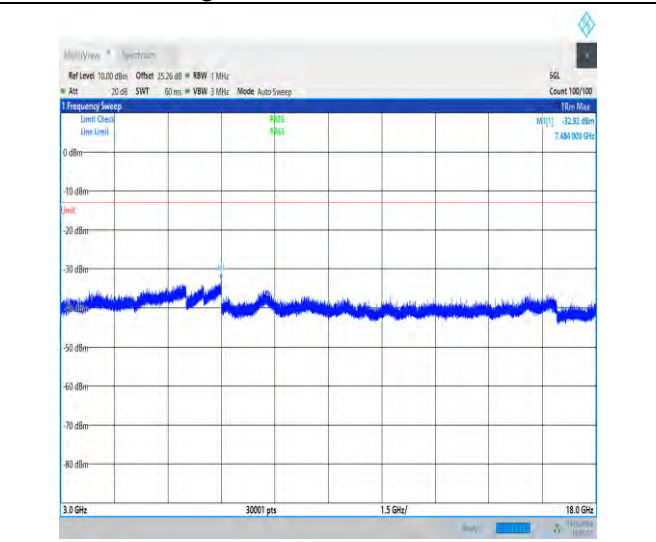 MultiView Spectrum
Ref Level 10.00 dBm Offset 25.26 dB RBW 1 MHz SGL
Att 20 dB SWT 60 ms VBW 3 MHz Mode Auto Sweep Count 100/100
1 Frequency Sweep 1Rm Max
Limit Check PASS M1[1] -32.92 dBm
Line Limit PASS 7.484 000 GHz
0 dBm
-10 dBm
Limit
-20 dBm
-30 dBm
M1
-50 dBm
-60 dBm
-70 dBm
-80 dBm
3.0 GHz 30001 pts 1.5 GHz/ 18.0 GHz
Ready